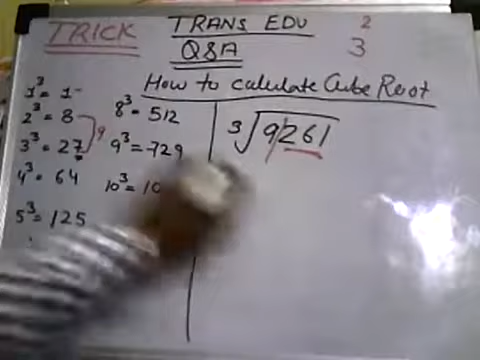 TRICK
TRANS EDU
Q&A
2
3
How to calculate Cube Root
1³ = 1
2³ = 8
3³ = 27
9
4³ = 64
5³ = 125
8³ = 512
9³ = 729
10³ = 10
³√9261